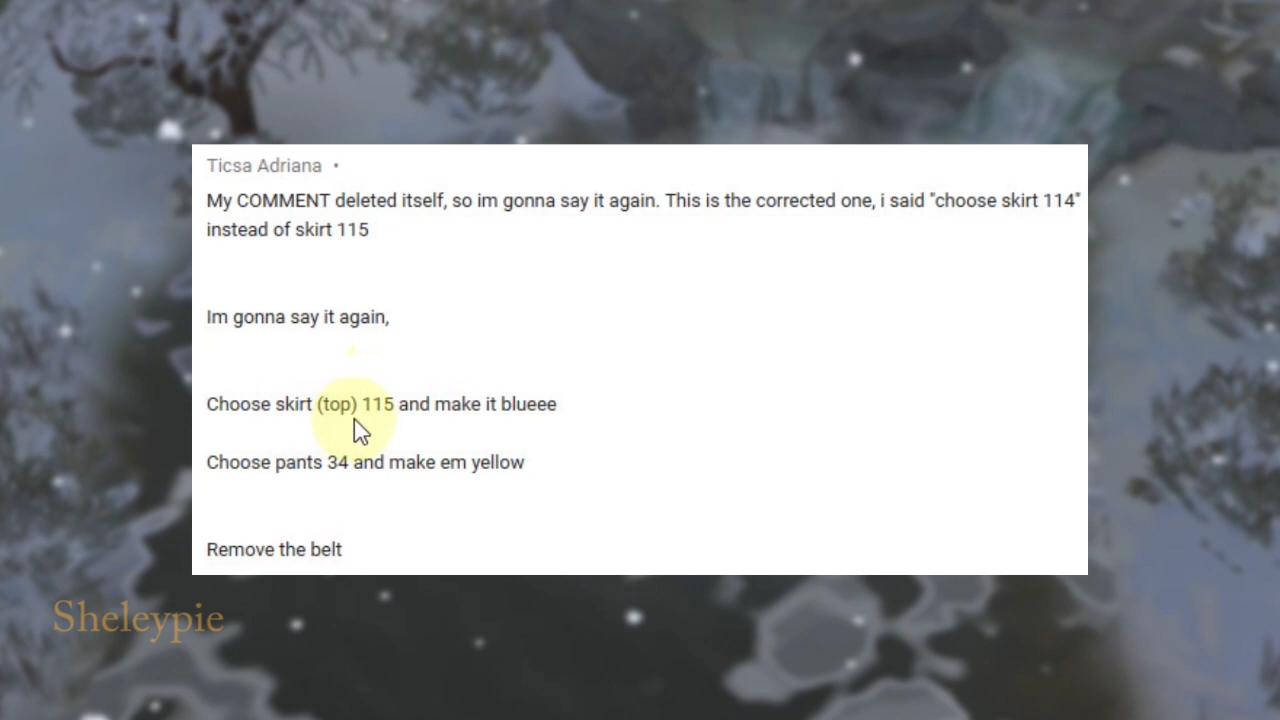 Ticsa Adriana •
My COMMENT deleted itself, so im gonna say it again. This is the corrected one, i said "choose skirt 114"
instead of skirt 115
Im gonna say it again,
Choose skirt (top) 115 and make it blueee
Choose pants 34 and make em yellow
Remove the belt
Sheleypie